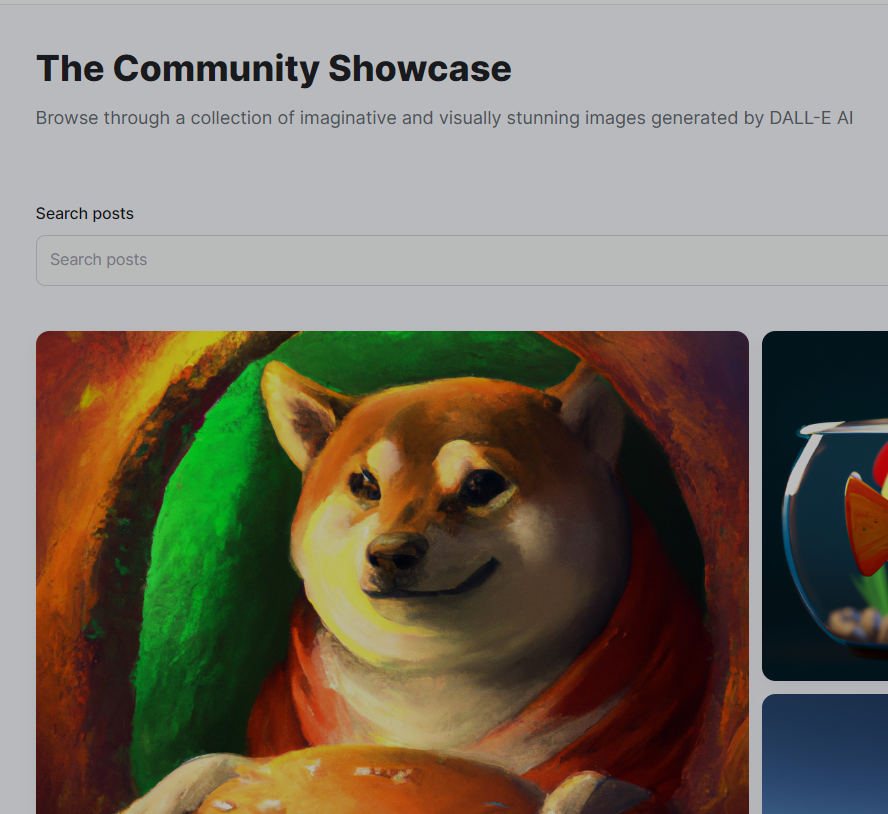 The Community Showcase
Browse through a collection of imaginative and visually stunning images generated by DALL-E AI
Search posts
Search posts